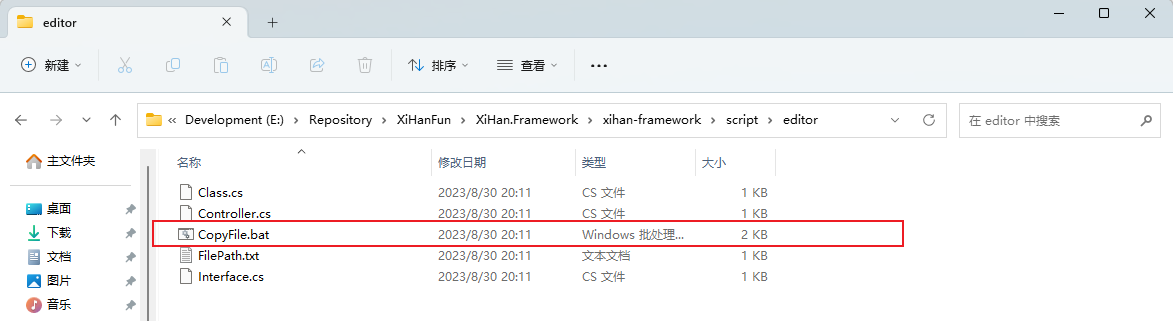 editor
新建 排序 查看
« Development (E:) > Repository > XiHanFun > XiHan.Framework > xihan-framework > script > editor 在 editor 中搜索
主文件夹
桌面
下载
文档
图片
音乐
名称 修改日期 类型 大小
Class.cs 2023/8/30 20:11 CS 文件 1 KB
Controller.cs 2023/8/30 20:11 CS 文件 1 KB
CopyFile.bat 2023/8/30 20:11 Windows 批处理... 2 KB
FilePath.txt 2023/8/30 20:11 文本文档 1 KB
Interface.cs 2023/8/30 20:11 CS 文件 1 KB